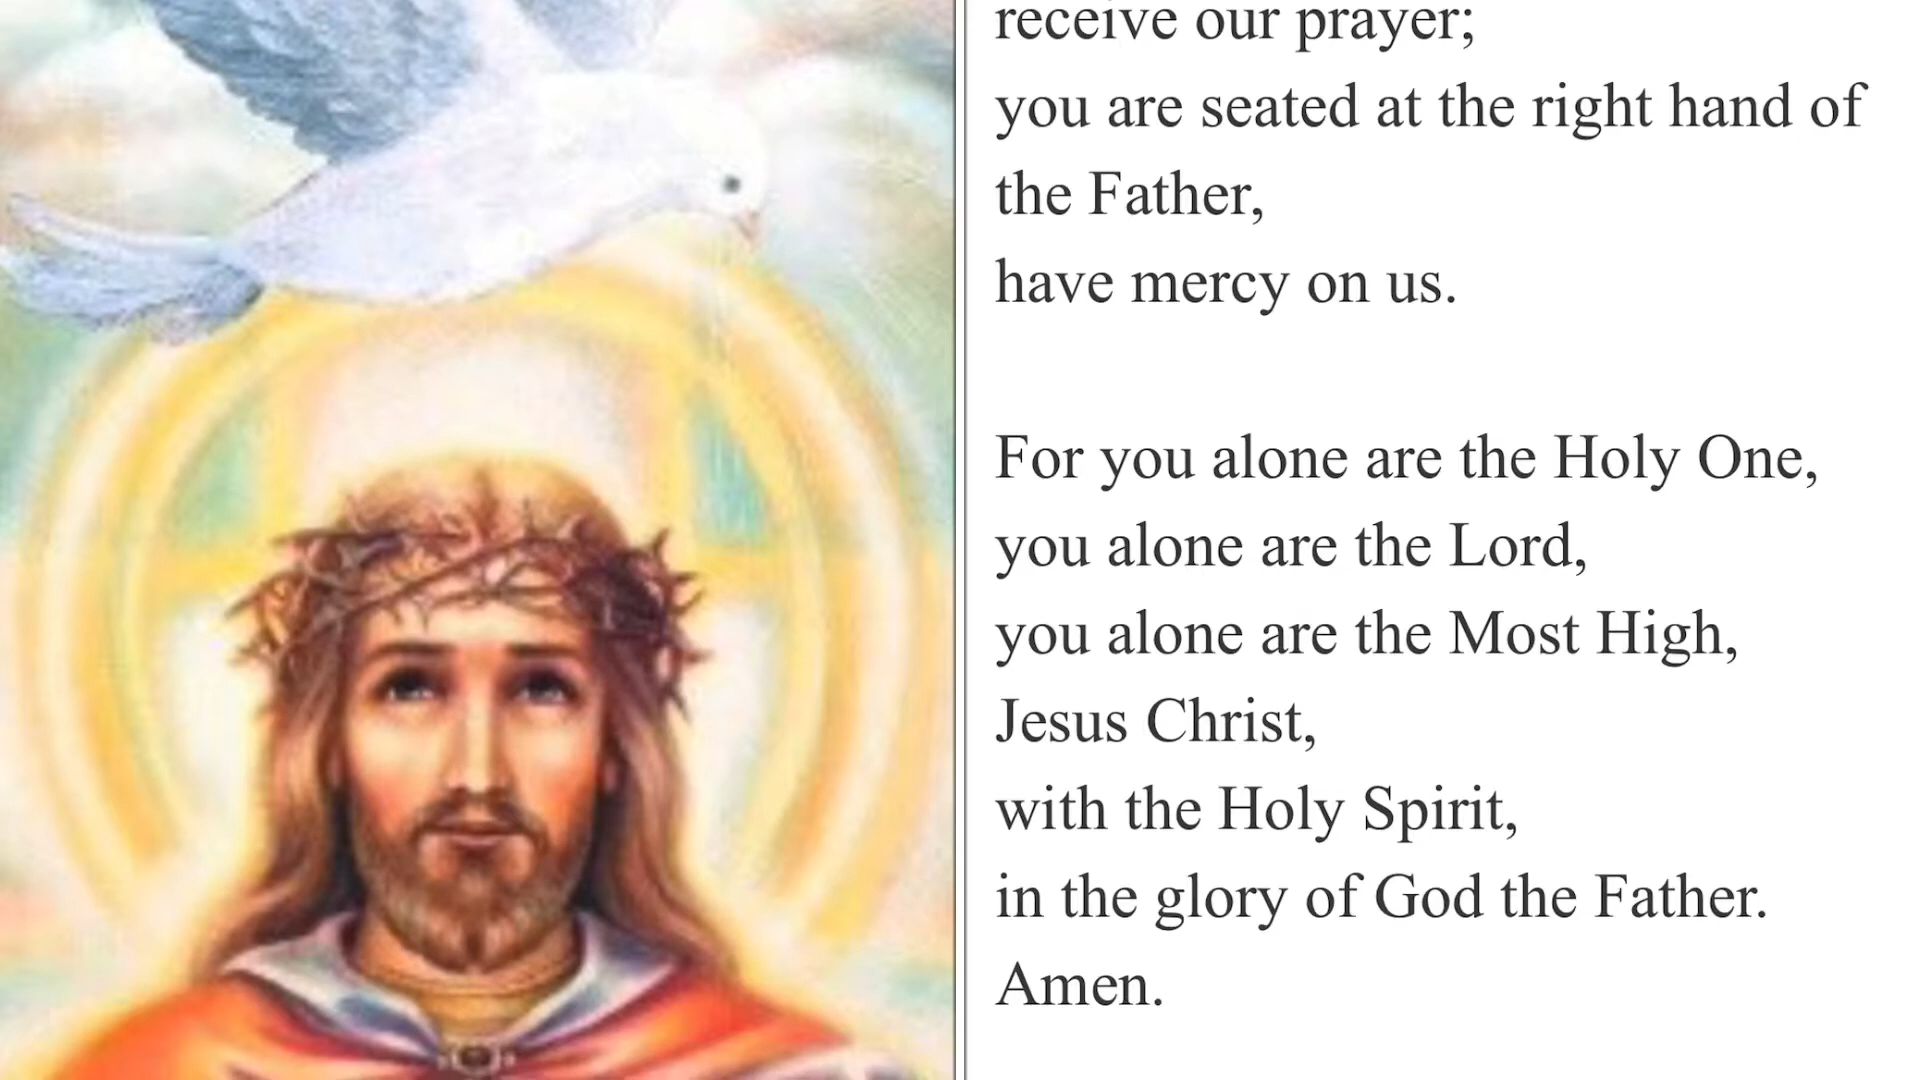 receive our prayer;
you are seated at the right hand of
the Father,
have mercy on us.
For you alone are the Holy One,
you alone are the Lord,
you alone are the Most High,
Jesus Christ,
with the Holy Spirit,
in the glory of God the Father.
Amen.